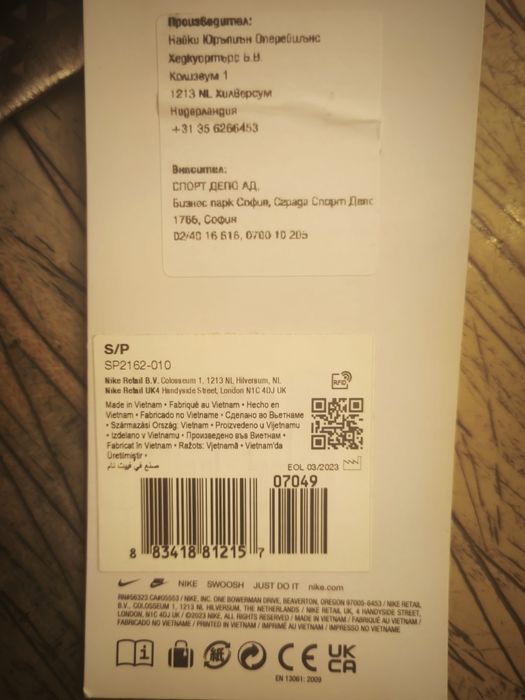 Производител:
Найки Юръпиън Оперейшънс
Хедкуортърс Б.В.
Колизеум 1
1213 NL Хилверсум
Нидерландия
+31 35 6266453
Вносител:
СПОРТ ДЕПО АД,
Бизнес парк София, Сграда Спорт Депо
1766, София
02/40 16 616, 0700 10 205
S/P
SP2162-010
Nike Retail B.V. Colosseum 1, 1213 NL Hilversum, NL
Nike Retail UK4 Handyside Street, London N1C 4DJ UK
RFID
Made in Vietnam • Fabriqué au Vietnam • Hecho en
Vietnam • Fabricado no Vietname • Сделано во Вьетнаме
• Származási Ország: Vietnam • Proizvedeno u Vijetnamu
• Izdelano v Vietnamu • Произведено във Виетнам •
Fabricat în Vietnam • Ražots: Vjetnamā • Vietnam'da
Üretilmiştir •
صنع في فيت نام
EOL 03/2023
07049
8 83418 81215 7
NIKE SWOOSH JUST DO IT nike.com
RN#56323 CA#05553 / NIKE, INC. ONE BOWERMAN DRIVE, BEAVERTON, OREGON 97005-6453 / NIKE RETAIL
B.V. COLOSSEUM 1, 1213 NL HILVERSUM, THE NETHERLANDS / NIKE RETAIL UK, 4 HANDYSIDE STREET,
LONDON, N1C 4DJ UK / ©2023 NIKE, ALL RIGHTS RESERVED / MADE IN VIETNAM / FABRIQUÉ AU VIETNAM /
FABRICADO NO VIETNAME / PRINTED IN VIETNAM / IMPRIMÉ AU VIETNAM / IMPRESSO NO VIETNAME
紙 CE UK CA
EN 13061: 2009